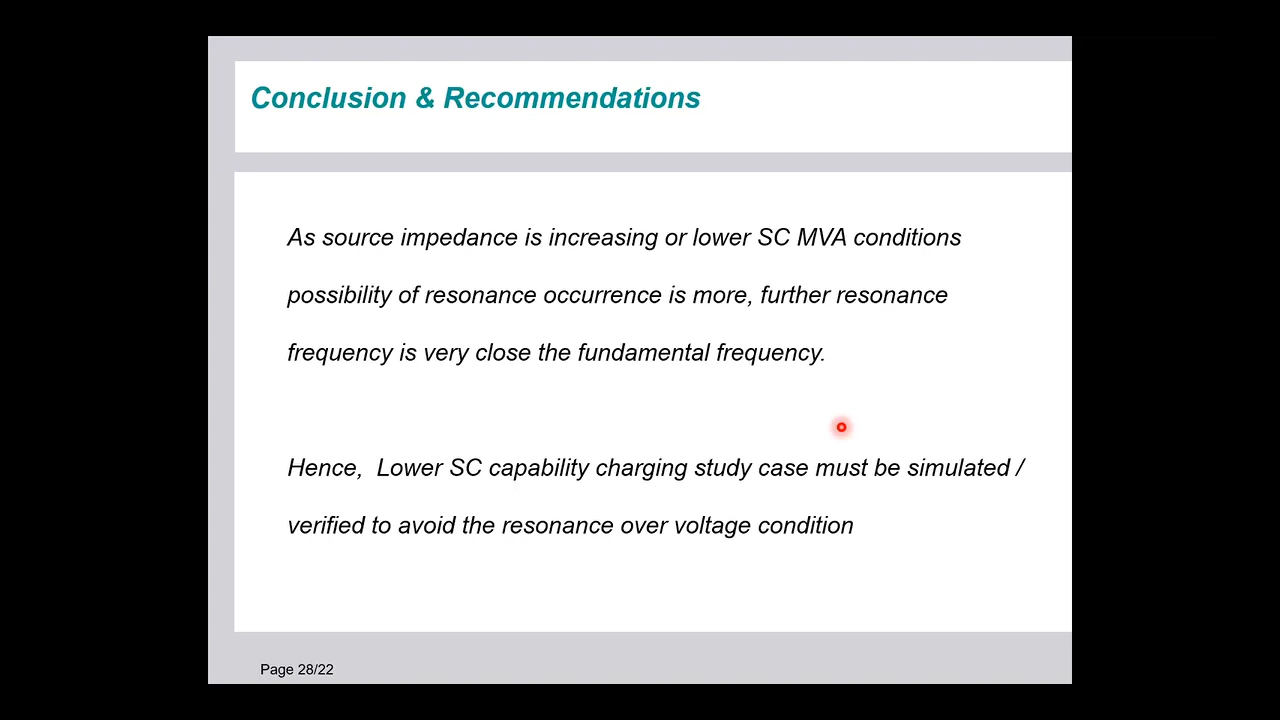 Conclusion & Recommendations
As source impedance is increasing or lower SC MVA conditions
possibility of resonance occurrence is more, further resonance
frequency is very close the fundamental frequency.
Hence,  Lower SC capability charging study case must be simulated /
verified to avoid the resonance over voltage condition
Page 28/22